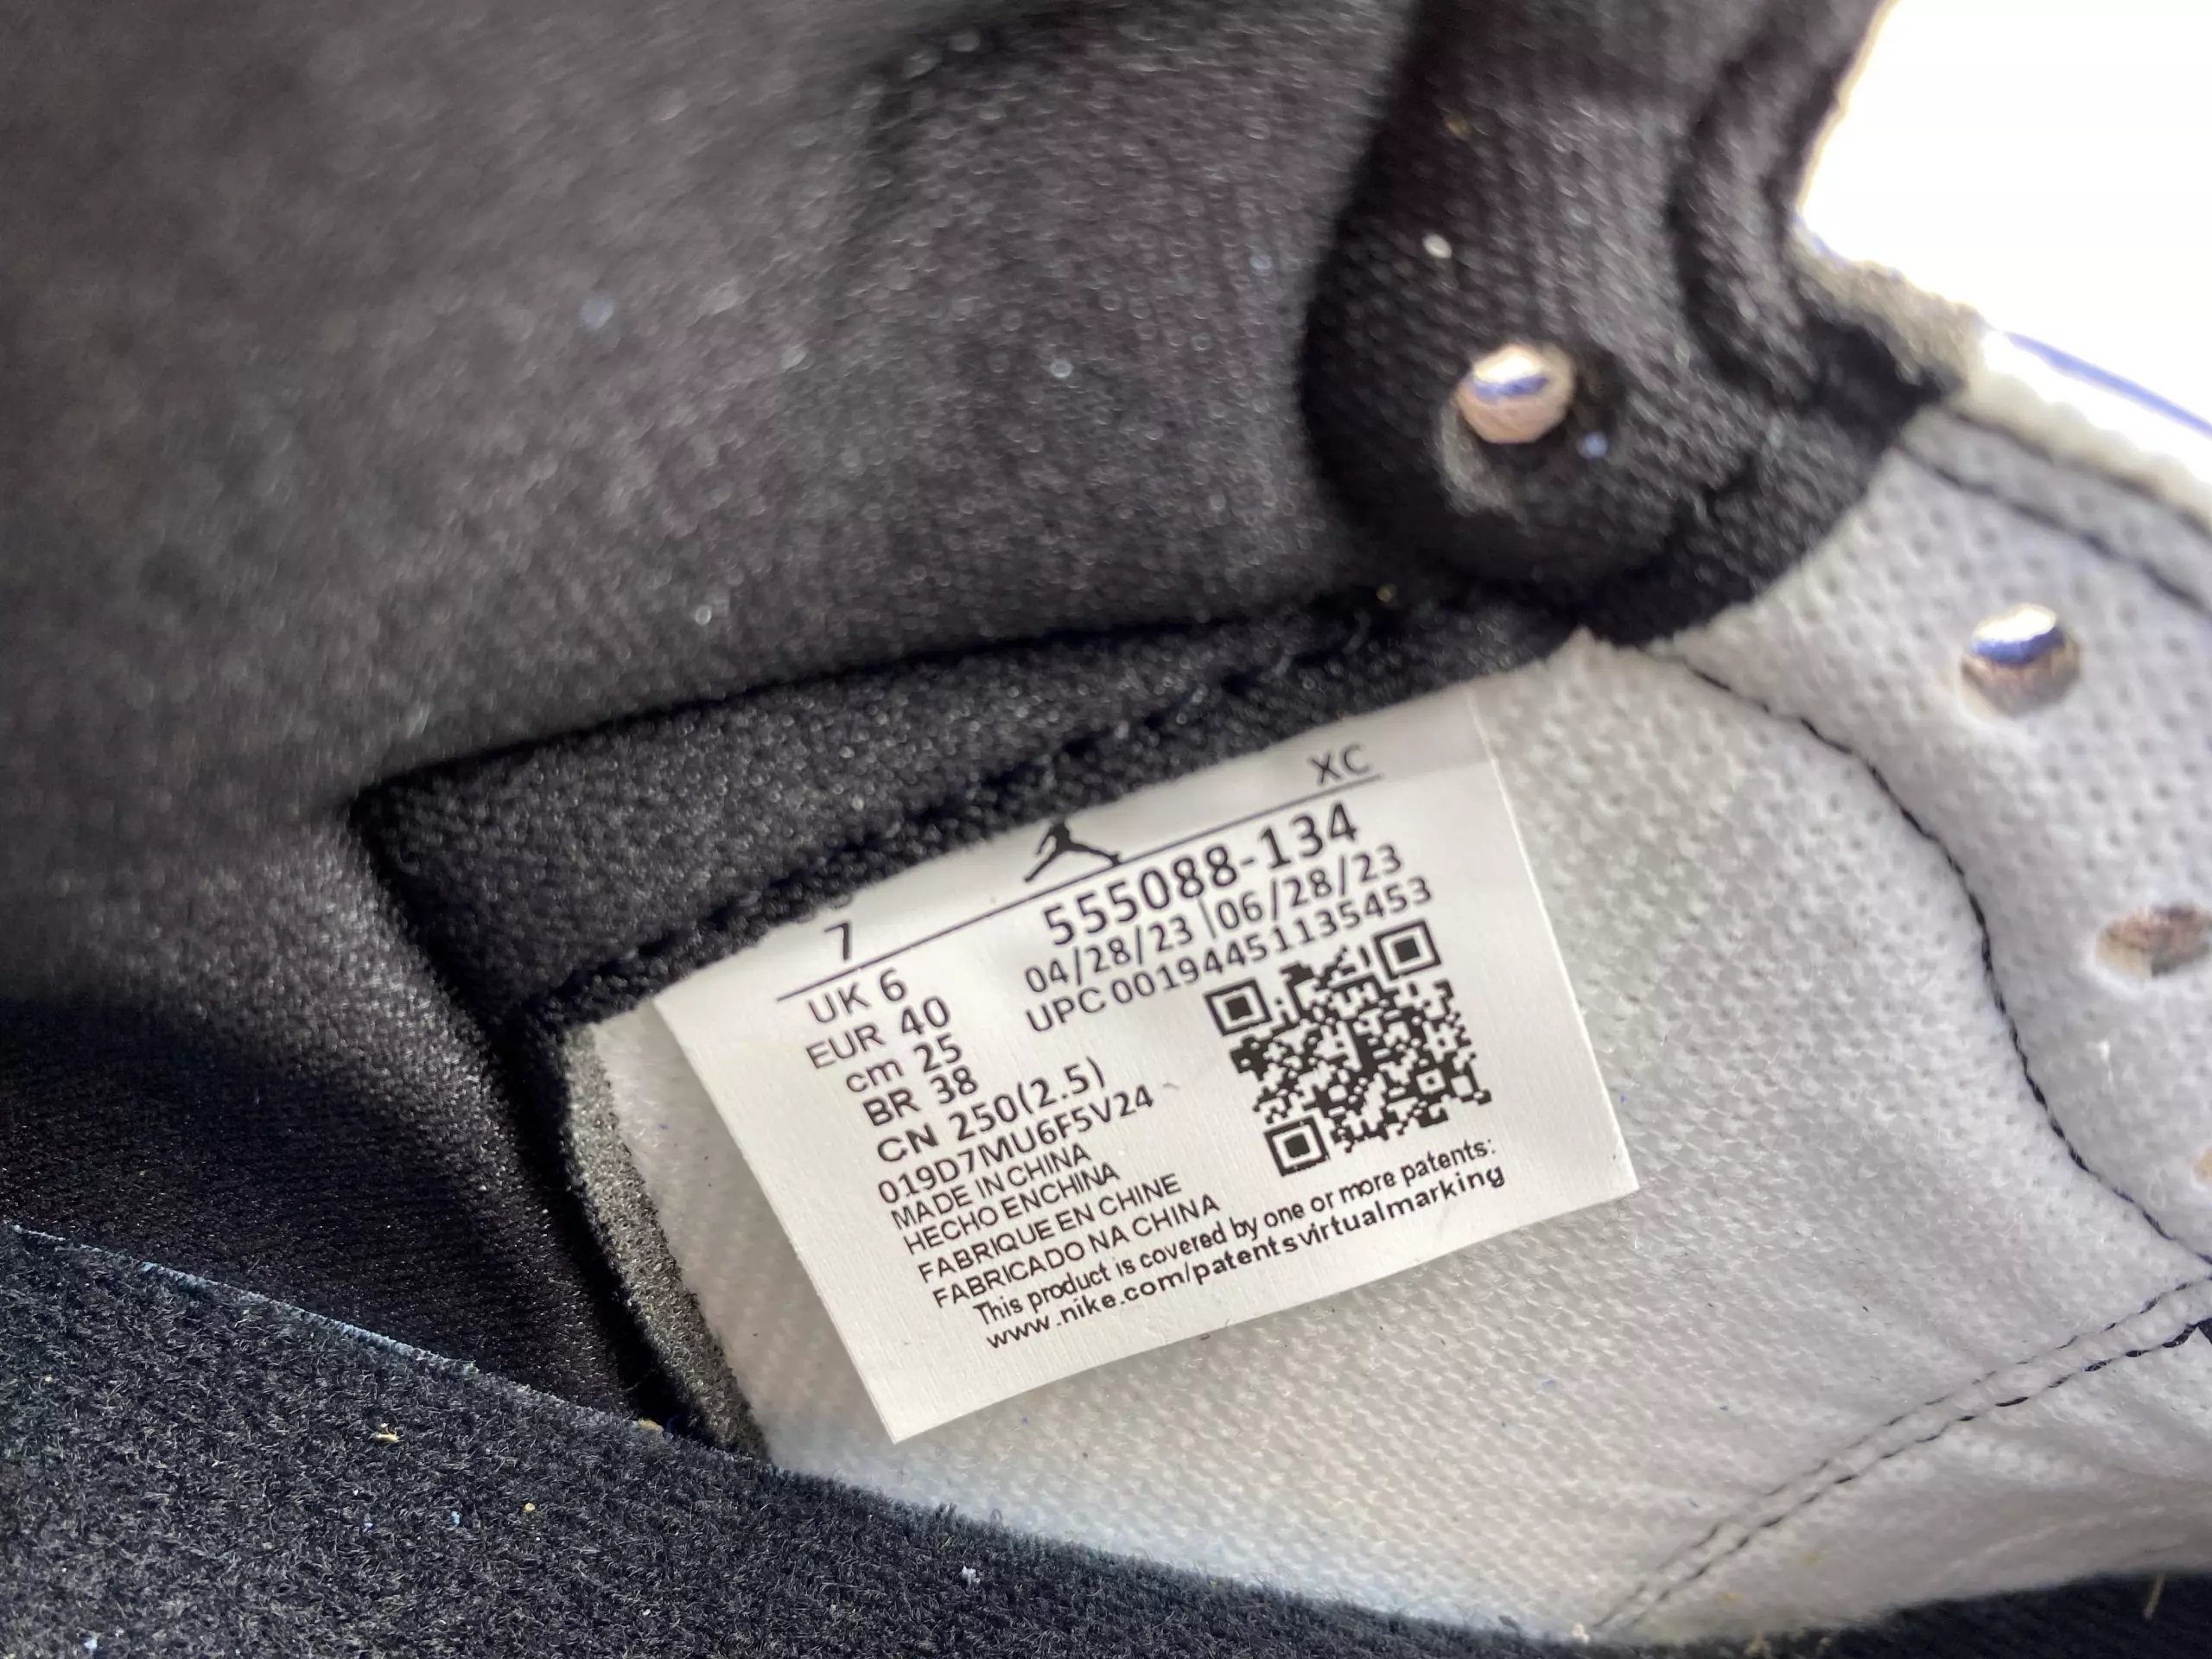 XC
7
555088-134
04/28/23 | 06/28/23
UPC 00194451135453
UK 6
EUR 40
cm 25
BR 38
CN 250(2.5)
019D7MU6F5V24
MADE IN CHINA
HECHO EN CHINA
FABRIQUE EN CHINE
FABRICADO NA CHINA
This product is covered by one or more patents:
www.nike.com/patentsvirtualmarking